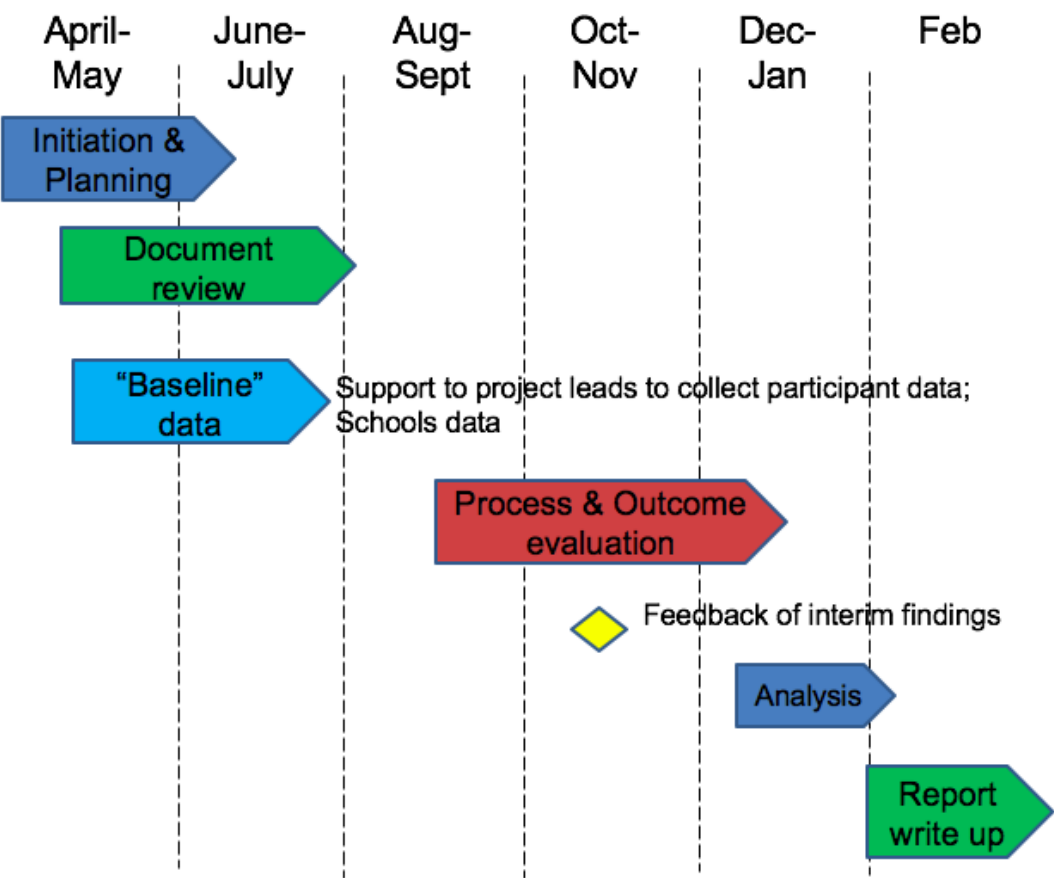 April-
May
June-
July
Aug-
Sept
Oct-
Nov
Dec-
Jan
Feb
Initiation &
Planning
Document
review
“Baseline”
data
Support to project leads to collect participant data;
Schools data
Process & Outcome
evaluation
Feedback of interim findings
Analysis
Report
write up